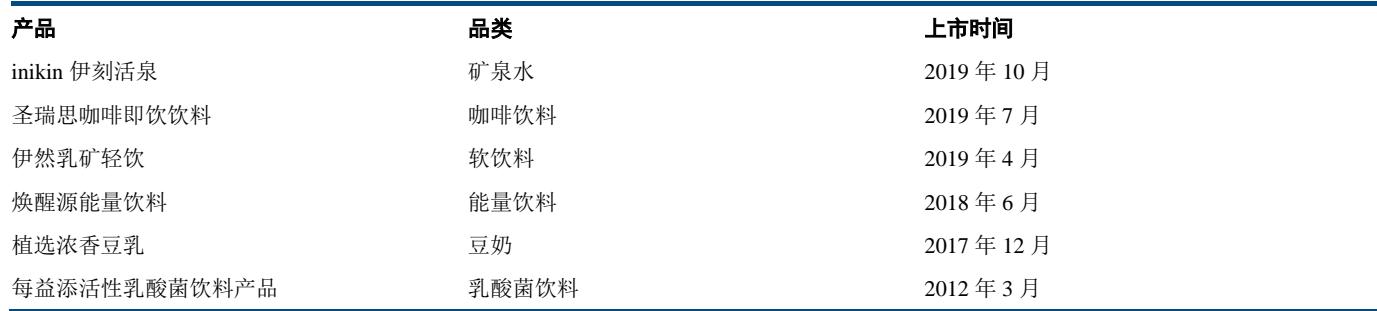 产品 品类 上市时间
inikin 伊刻活泉 矿泉水 2019 年 10 月
圣瑞思咖啡即饮饮料 咖啡饮料 2019 年 7 月
伊然乳矿轻饮 软饮料 2019 年 4 月
焕醒源能量饮料 能量饮料 2018 年 6 月
植选浓香豆乳 豆奶 2017 年 12 月
每益添活性乳酸菌饮料产品 乳酸菌饮料 2012 年 3 月